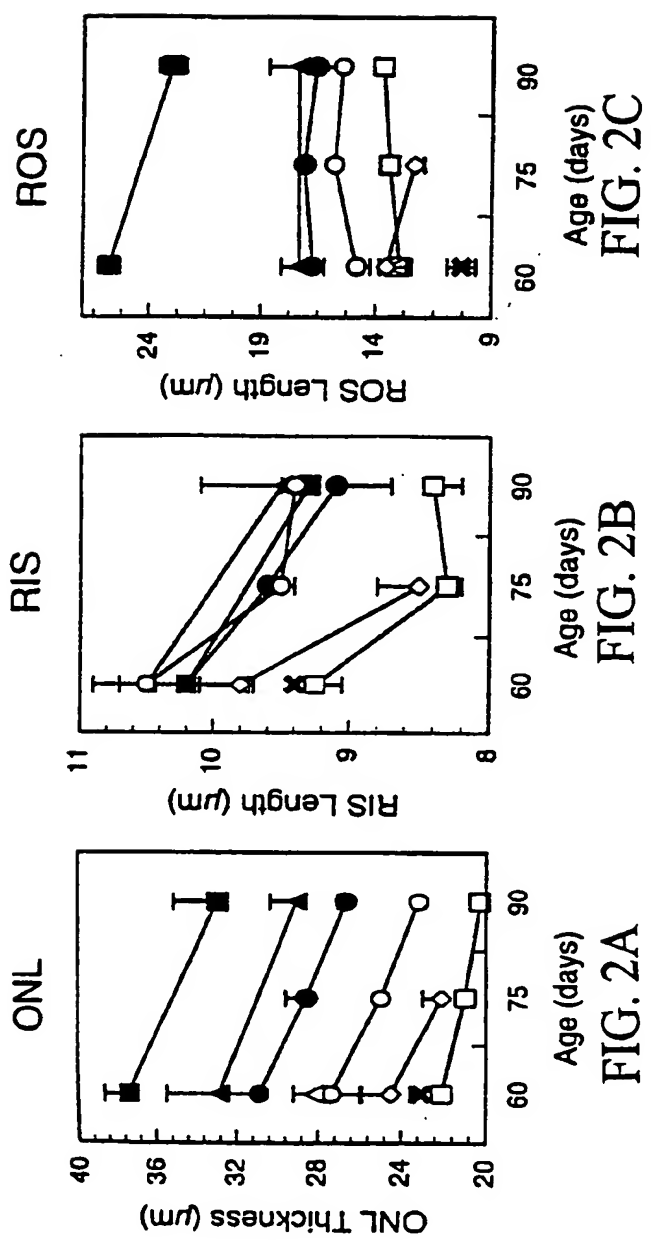 ONL
ONL Thickness (μm)
40
36
32
28
24
20
60
75
90
Age (days)
FIG. 2A
RIS
RIS Length (μm)
11
10
9
8
60
75
90
Age (days)
FIG. 2B
ROS
ROS Length (μm)
24
19
14
9
60
75
90
Age (days)
FIG. 2C